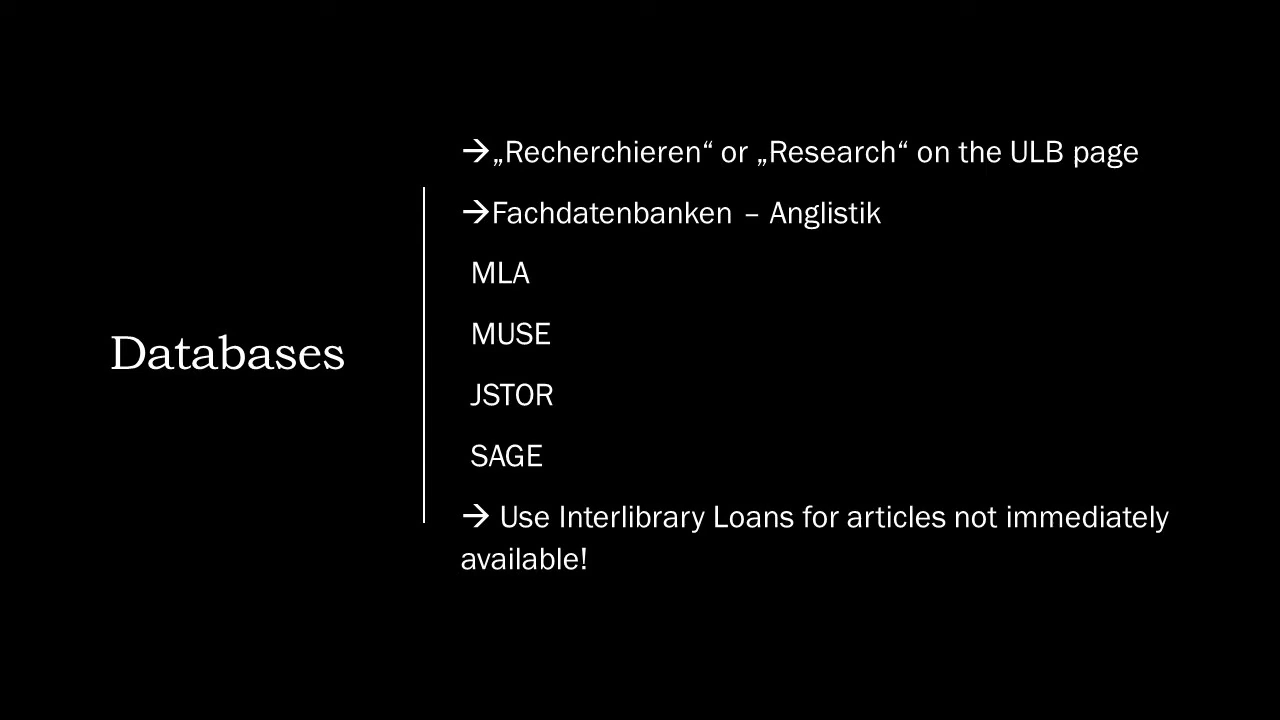 Databases
→„Recherchieren“ or „Research“ on the ULB page
→Fachdatenbanken – Anglistik
MLA
MUSE
JSTOR
SAGE
→ Use Interlibrary Loans for articles not immediately
available!